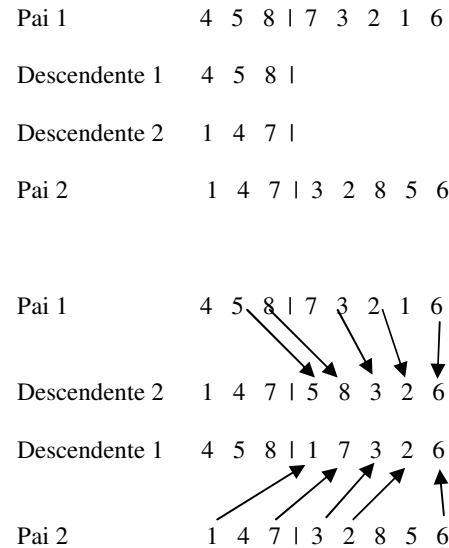 Pai 1 4 5 8 | 7 3 2 1 6
Descendente 1 4 5 8 |
Descendente 2 1 4 7 |
Pai 2 1 4 7 | 3 2 8 5 6
Pai 1 4 5 8 | 7 3 2 1 6
Descendente 2 1 4 7 | 5 8 3 2 6
Descendente 1 4 5 8 | 1 7 3 2 6
Pai 2 1 4 7 | 3 2 8 5 6